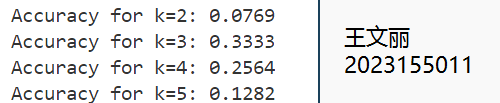 Accuracy for k=2: 0.0769
Accuracy for k=3: 0.3333
Accuracy for k=4: 0.2564
Accuracy for k=5: 0.1282
王文丽
2023155011